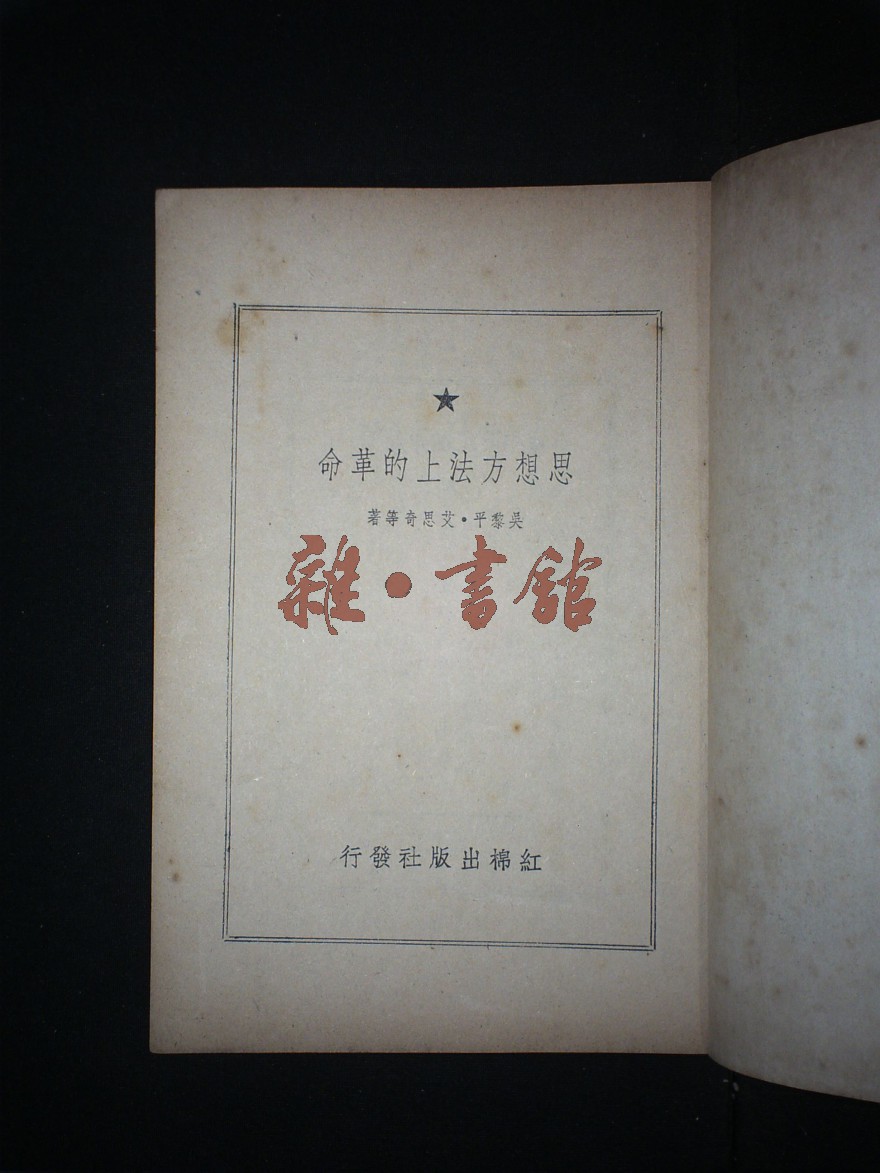 ★
思想方法上的革命
吳黎平·艾思奇等著
雜·書館
紅棉出版社發行